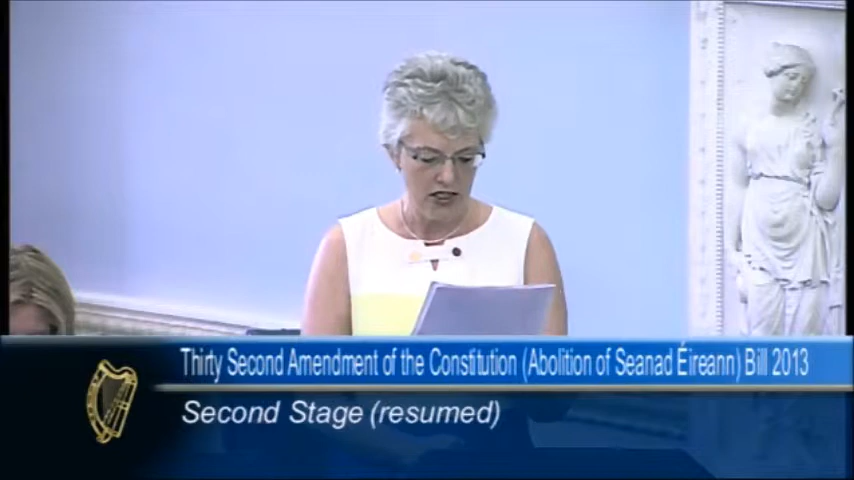 Thirty Second Amendment of the Constitution (Abolition of Seanad Éireann) Bill 2013
Second Stage (resumed)